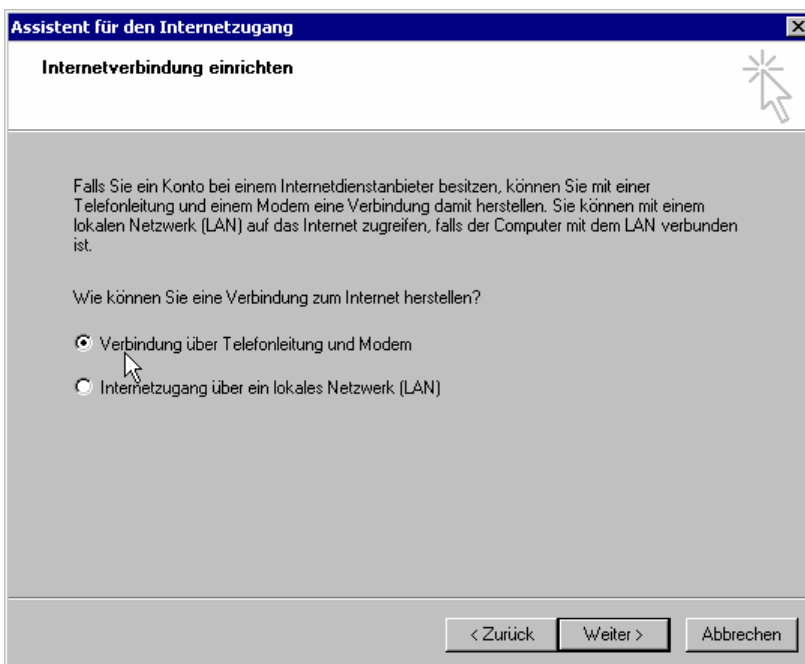 Assistent für den Internetzugang
Internetverbindung einrichten
Falls Sie ein Konto bei einem Internetdienstanbieter besitzen, können Sie mit einer
Telefonleitung und einem Modem eine Verbindung damit herstellen. Sie können mit einem
lokalen Netzwerk (LAN) auf das Internet zugreifen, falls der Computer mit dem LAN verbunden
ist.
Wie können Sie eine Verbindung zum Internet herstellen?
Verbindung über Telefonleitung und Modem
Internetzugang über ein lokales Netzwerk (LAN)
< Zurück Weiter > Abbrechen